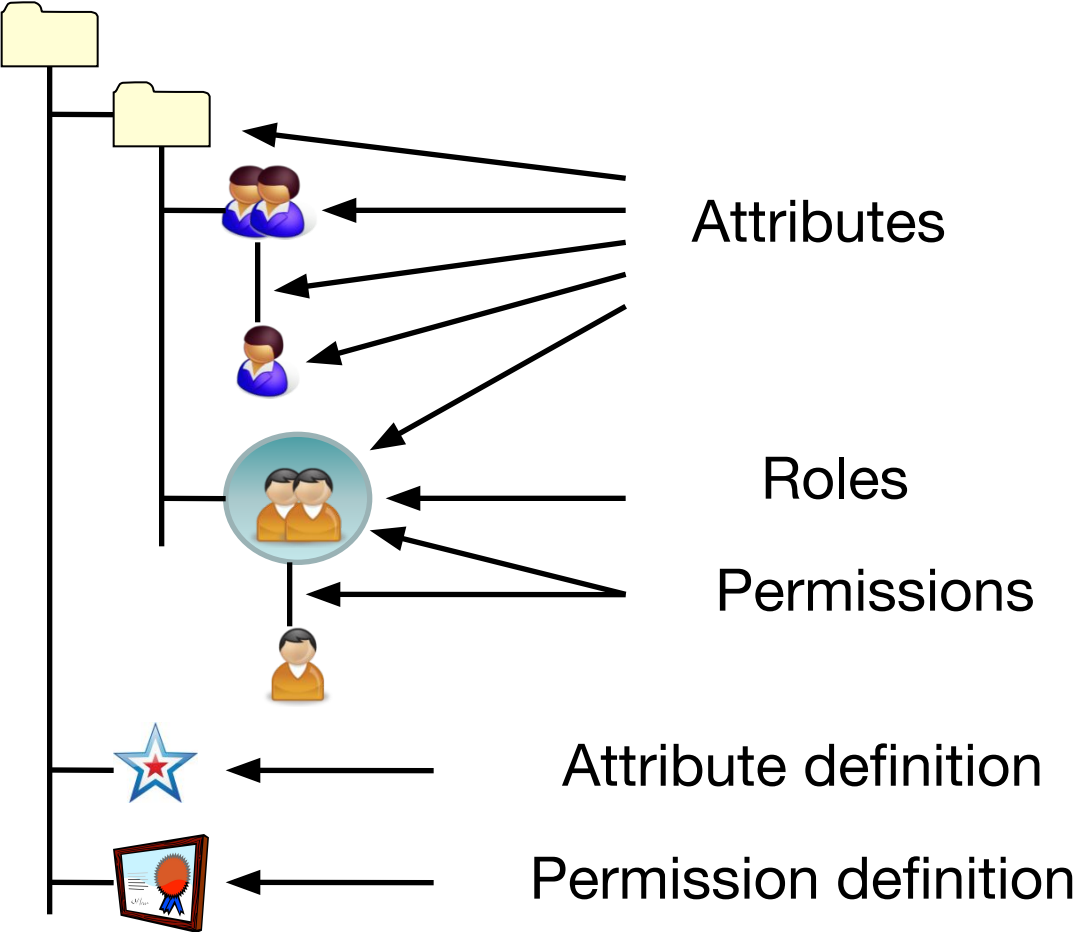 Attributes
Roles
Permissions
Attribute definition
Permission definition